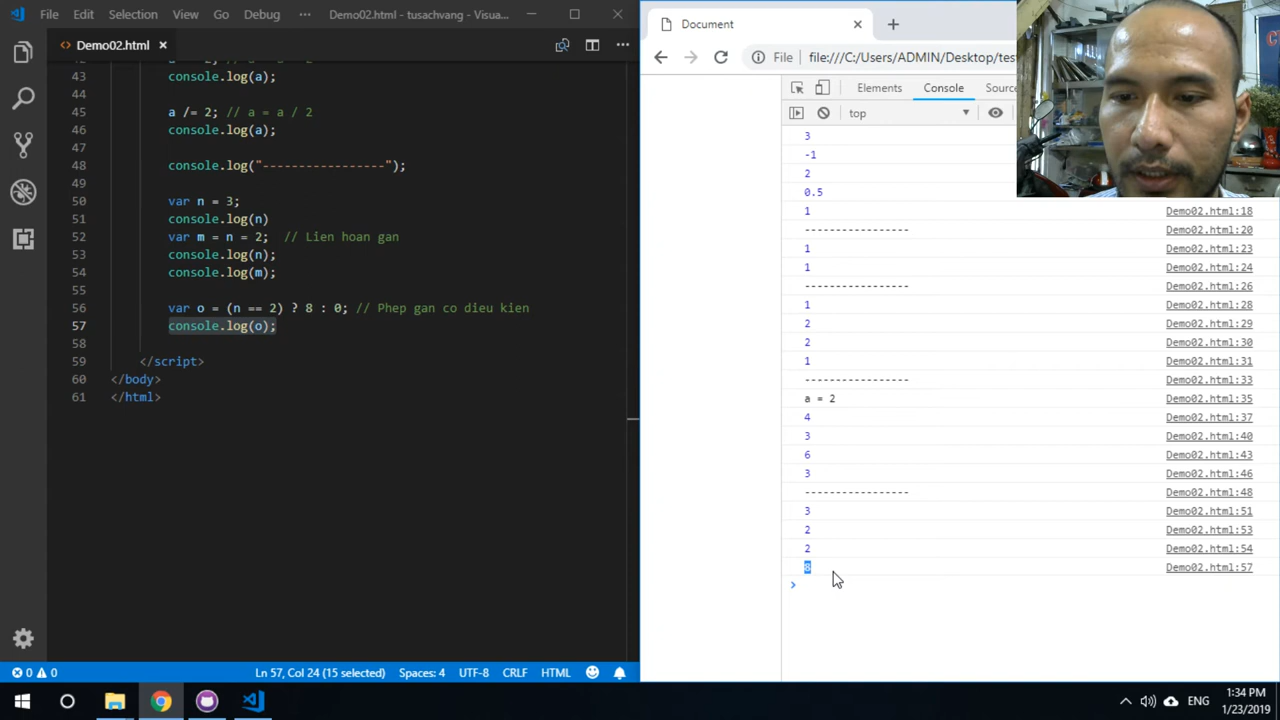 File Edit Selection View Go Debug ··· Demo02.html - tusachvang - Visua...
Demo02.html
43 console.log(a);
44
45 a /= 2; // a = a / 2
46 console.log(a);
47
48 console.log("-----------------");
49
50 var n = 3;
51 console.log(n)
52 var m = n = 2; // Lien hoan gan
53 console.log(n);
54 console.log(m);
55
56 var o = (n == 2) ? 8 : 0; // Phep gan co dieu kien
57 console.log(o);
58
59 </script>
60 </body>
61 </html>
0 0
Ln 57, Col 24 (15 selected) Spaces: 4 UTF-8 CRLF HTML
Document
File file:///C:/Users/ADMIN/Desktop/tes
Elements Console Sourc
top
3
-1
2
0.5
1 Demo02.html:18
----------------- Demo02.html:20
1 Demo02.html:23
1 Demo02.html:24
----------------- Demo02.html:26
1 Demo02.html:28
2 Demo02.html:29
2 Demo02.html:30
1 Demo02.html:31
----------------- Demo02.html:33
a = 2 Demo02.html:35
4 Demo02.html:37
3 Demo02.html:40
6 Demo02.html:43
3 Demo02.html:46
----------------- Demo02.html:48
3 Demo02.html:51
2 Demo02.html:53
2 Demo02.html:54
8 Demo02.html:57
>
ENG
1:34 PM
1/23/2019